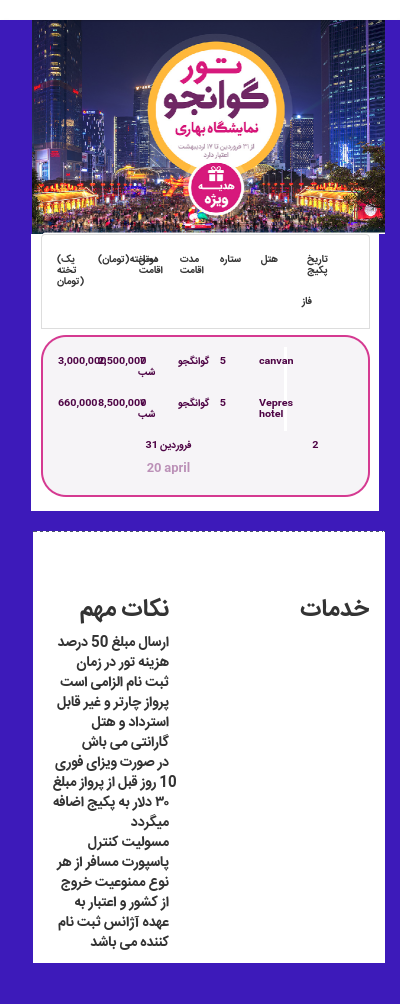 تور
گوانجو
نمایشگاه بهاری
از ۳۱ فروردین تا ۱۷ اردیبهشت
اعتبار دارد
هدیه
ویژه
تاریخ پکیج
فاز
هتل
ستاره
مدت اقامت
اقامت
دوتخته(تومان)
یک)
تخته
(تومان
canvan
5
گوانگجو
7
شب
2,500,000
3,000,000
Vepres
hotel
5
گوانگجو
7
شب
8,500,000
660,000
2
31 فروردین
20 april
خدمات
نکات مهم
ارسال مبلغ 50 درصد
هزینه تور در زمان
ثبت نام الزامی است
پرواز چارتر و غیر قابل
استرداد و هتل
گارانتی می باش
در صورت ویزای فوری
10 روز قبل از پرواز مبلغ
۳۰ دلار به پکیج اضافه
میگردد
مسولیت کنترل
پاسپورت مسافر از هر
نوع ممنوعیت خروج
از کشور و اعتبار به
عهده آژانس ثبت نام
کننده می باشد